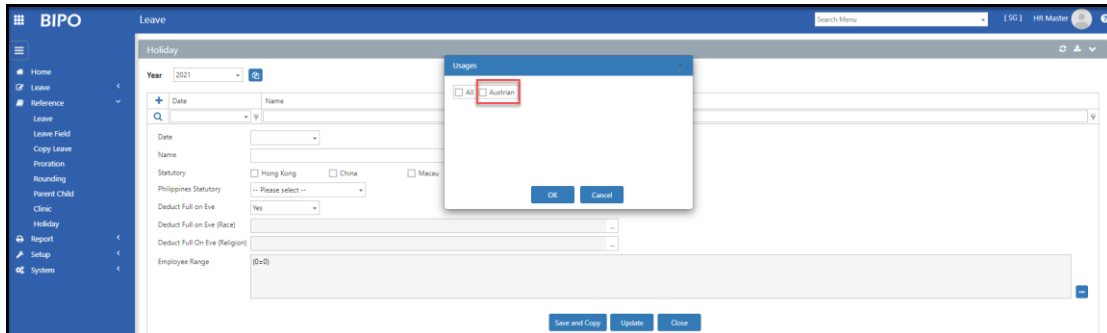 BIPO Leave Search Menu [SG] HR Master
Holiday
Home
Leave
Reference
Leave
Leave Field
Copy Leave
Proration
Rounding
Parent Child
Clinic
Holiday
Report
Setup
System
Year 2021
Date Name
Date
Name
Statutory Hong Kong China Macau
Philippines Statutory -- Please select --
Deduct Full on Eve Yes
Deduct Full on Eve (Race) ...
Deduct Full On Eve (Religion) ...
Employee Range (0=0)
Save and Copy Update Close
Usages
All Austrian
OK Cancel